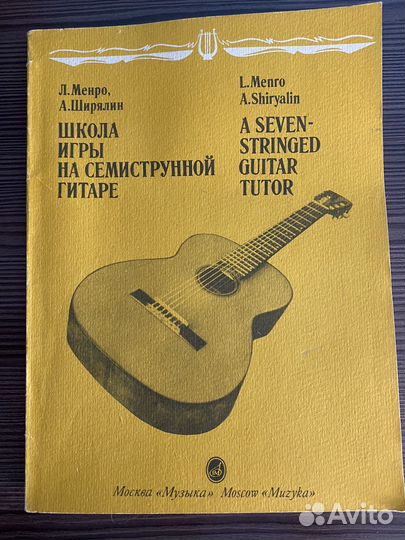 Л. Менро,
А. Ширялин
ШКОЛА
ИГРЫ
НА СЕМИСТРУННОЙ
ГИТАРЕ
L. Menro
A. Shiryalin
A SEVEN-
STRINGED
GUITAR
TUTOR
Москва «Музыка» Moscow «Muzyka»
Avito